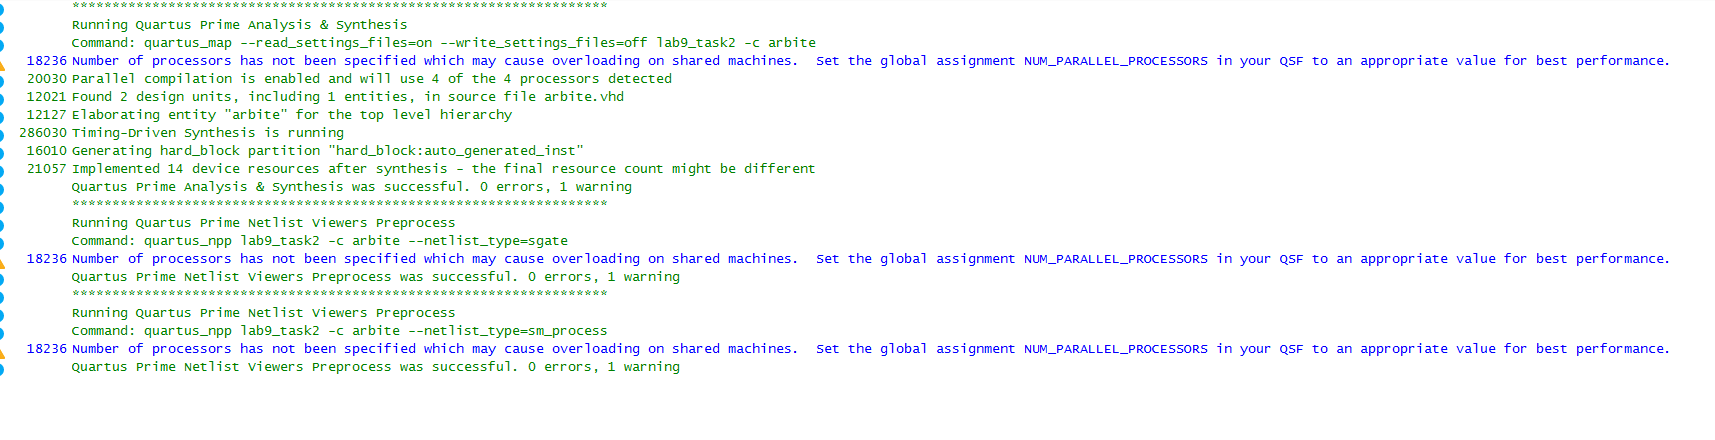 *******************************************************************
Running Quartus Prime Analysis & Synthesis
Command: quartus_map --read_settings_files=on --write_settings_files=off lab9_task2 -c arbite
18236 Number of processors has not been specified which may cause overloading on shared machines.  Set the global assignment NUM_PARALLEL_PROCESSORS in your QSF to an appropriate value for best performance.
20030 Parallel compilation is enabled and will use 4 of the 4 processors detected
12021 Found 2 design units, including 1 entities, in source file arbite.vhd
12127 Elaborating entity "arbite" for the top level hierarchy
286030 Timing-Driven Synthesis is running
16010 Generating hard_block partition "hard_block:auto_generated_inst"
21057 Implemented 14 device resources after synthesis - the final resource count might be different
Quartus Prime Analysis & Synthesis was successful. 0 errors, 1 warning
*******************************************************************
Running Quartus Prime Netlist Viewers Preprocess
Command: quartus_npp lab9_task2 -c arbite --netlist_type=sgate
18236 Number of processors has not been specified which may cause overloading on shared machines.  Set the global assignment NUM_PARALLEL_PROCESSORS in your QSF to an appropriate value for best performance.
Quartus Prime Netlist Viewers Preprocess was successful. 0 errors, 1 warning
*******************************************************************
Running Quartus Prime Netlist Viewers Preprocess
Command: quartus_npp lab9_task2 -c arbite --netlist_type=sm_process
18236 Number of processors has not been specified which may cause overloading on shared machines.  Set the global assignment NUM_PARALLEL_PROCESSORS in your QSF to an appropriate value for best performance.
Quartus Prime Netlist Viewers Preprocess was successful. 0 errors, 1 warning